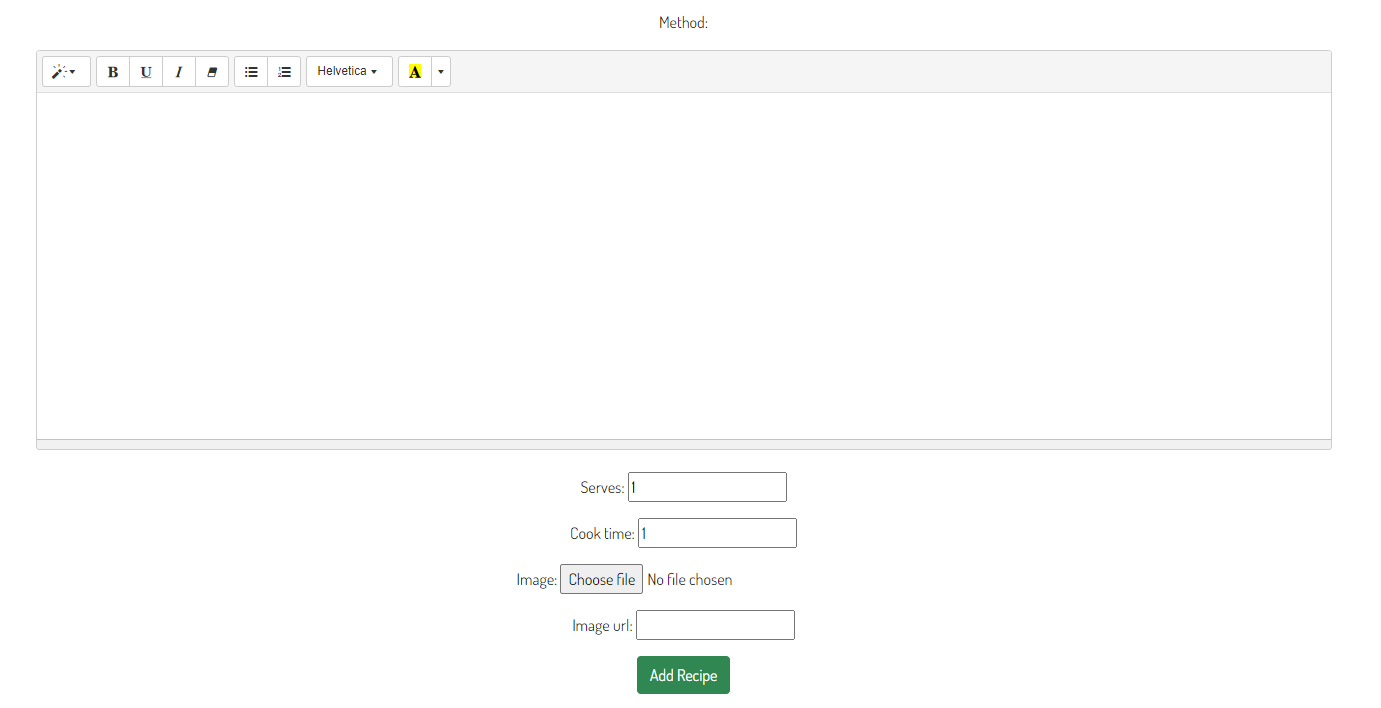 Method:
B U I Helvetica A
Serves: 1
Cook time: 1
Image: Choose file No file chosen
Image url:
Add Recipe